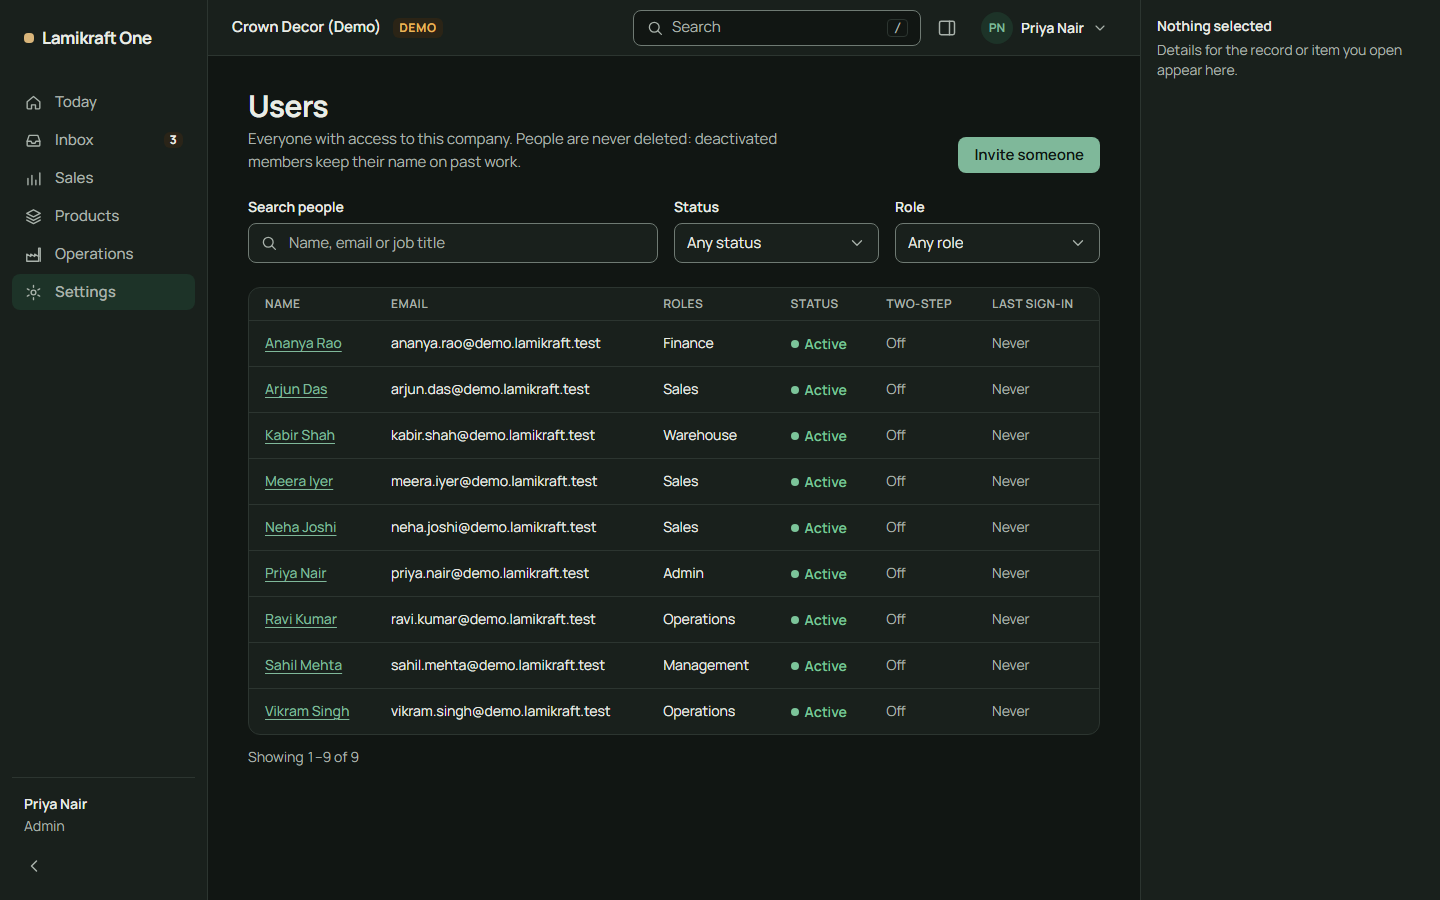 Lamikraft One
Today
Inbox 3
Sales
Products
Operations
Settings
Priya Nair
Admin
Crown Decor (Demo) DEMO
Search /
PN Priya Nair
Users
Everyone with access to this company. People are never deleted: deactivated
members keep their name on past work.
Invite someone
Search people Status Role
Name, email or job title Any status Any role
NAME EMAIL ROLES STATUS TWO-STEP LAST SIGN-IN
Ananya Rao ananya.rao@demo.lamikraft.test Finance Active Off Never
Arjun Das arjun.das@demo.lamikraft.test Sales Active Off Never
Kabir Shah kabir.shah@demo.lamikraft.test Warehouse Active Off Never
Meera Iyer meera.iyer@demo.lamikraft.test Sales Active Off Never
Neha Joshi neha.joshi@demo.lamikraft.test Sales Active Off Never
Priya Nair priya.nair@demo.lamikraft.test Admin Active Off Never
Ravi Kumar ravi.kumar@demo.lamikraft.test Operations Active Off Never
Sahil Mehta sahil.mehta@demo.lamikraft.test Management Active Off Never
Vikram Singh vikram.singh@demo.lamikraft.test Operations Active Off Never
Showing 1–9 of 9
Nothing selected
Details for the record or item you open
appear here.